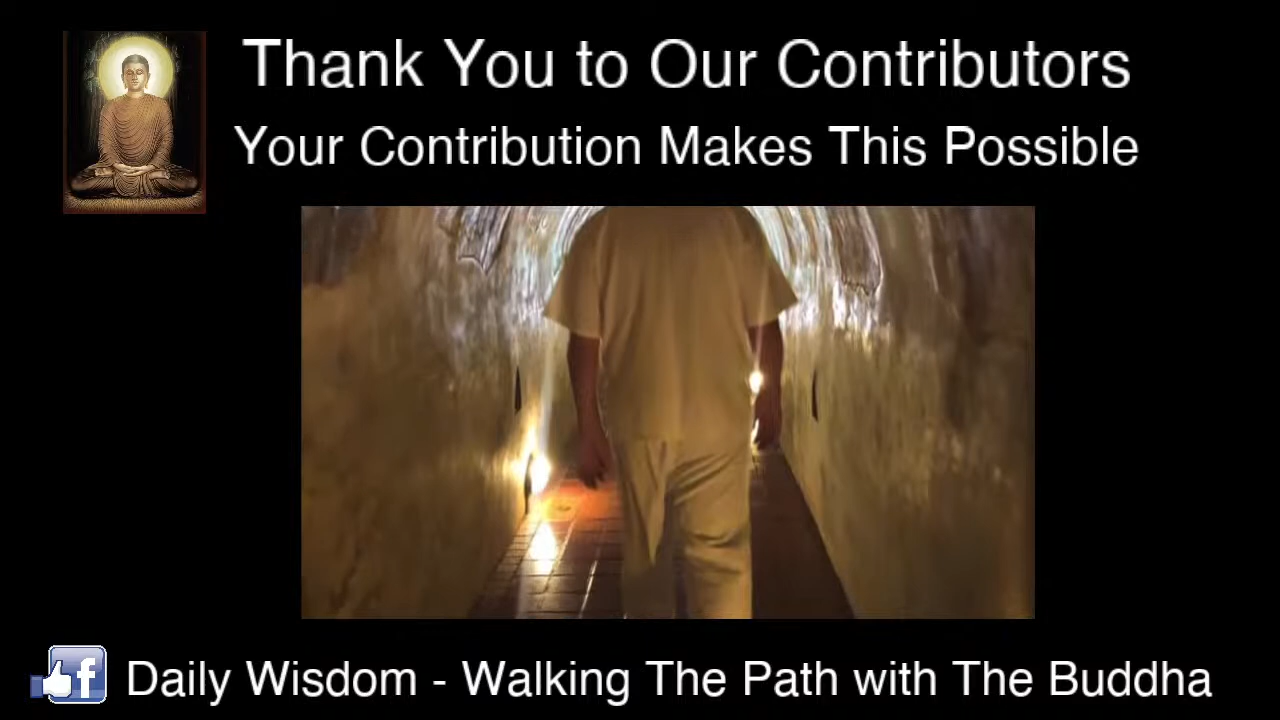 Thank You to Our Contributors
Your Contribution Makes This Possible
Daily Wisdom - Walking The Path with The Buddha